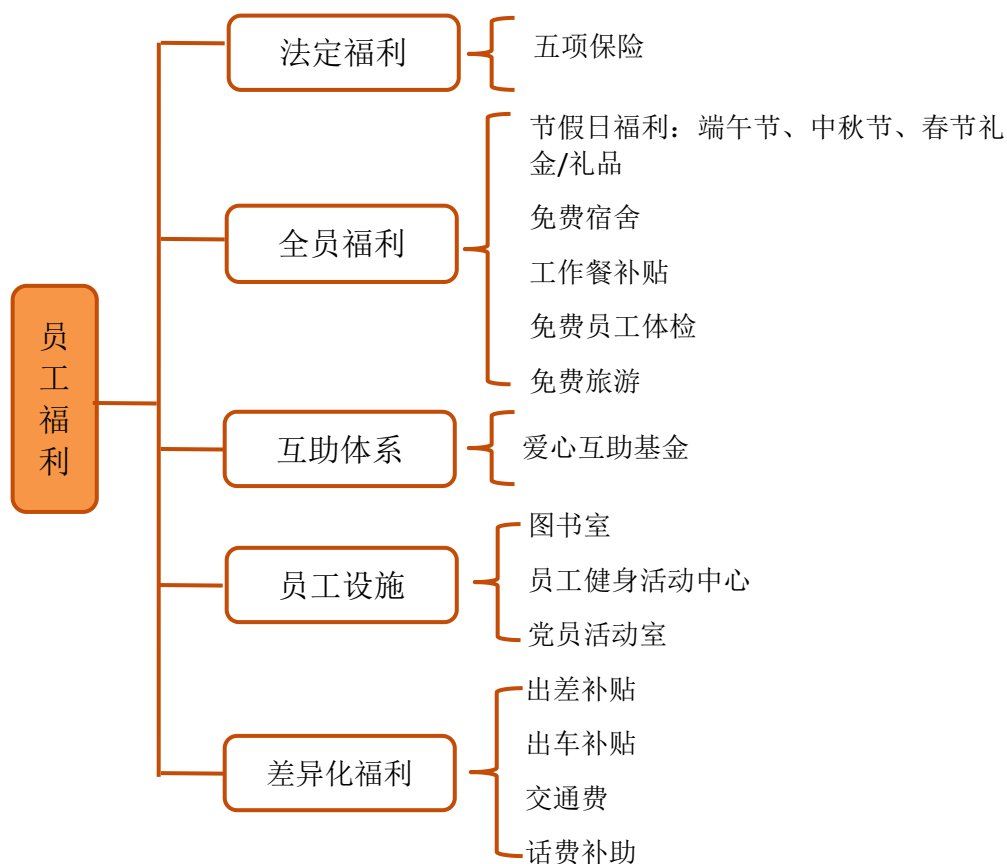 员工福利
法定福利
五项保险
全员福利
节假日福利：端午节、中秋节、春节礼
金/礼品
免费宿舍
工作餐补贴
免费员工体检
免费旅游
互助体系
爱心互助基金
员工设施
图书室
员工健身活动中心
党员活动室
差异化福利
出差补贴
出车补贴
交通费
话费补助